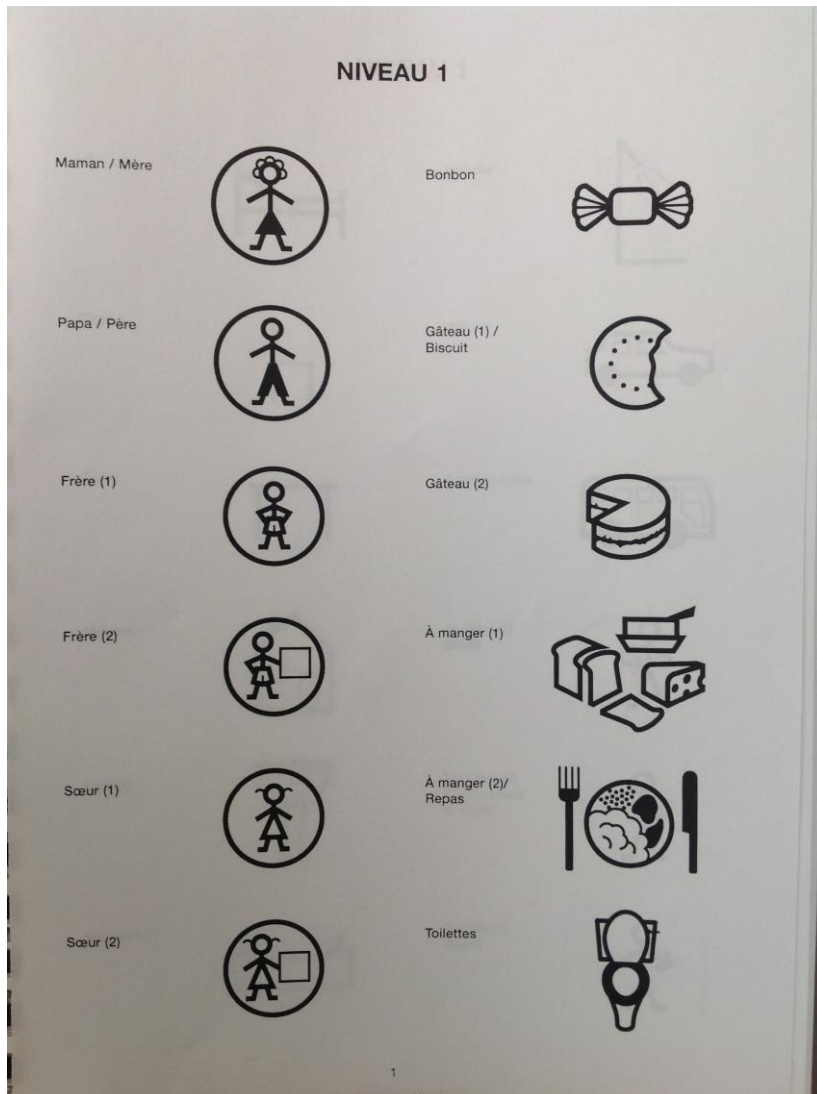 NIVEAU 1
Maman / Mère
Papa / Père
Frère (1)
Frère (2)
Sœur (1)
Sœur (2)
Bonbon
Gâteau (1) /
Biscuit
Gâteau (2)
À manger (1)
À manger (2)/
Repas
Toilettes
1